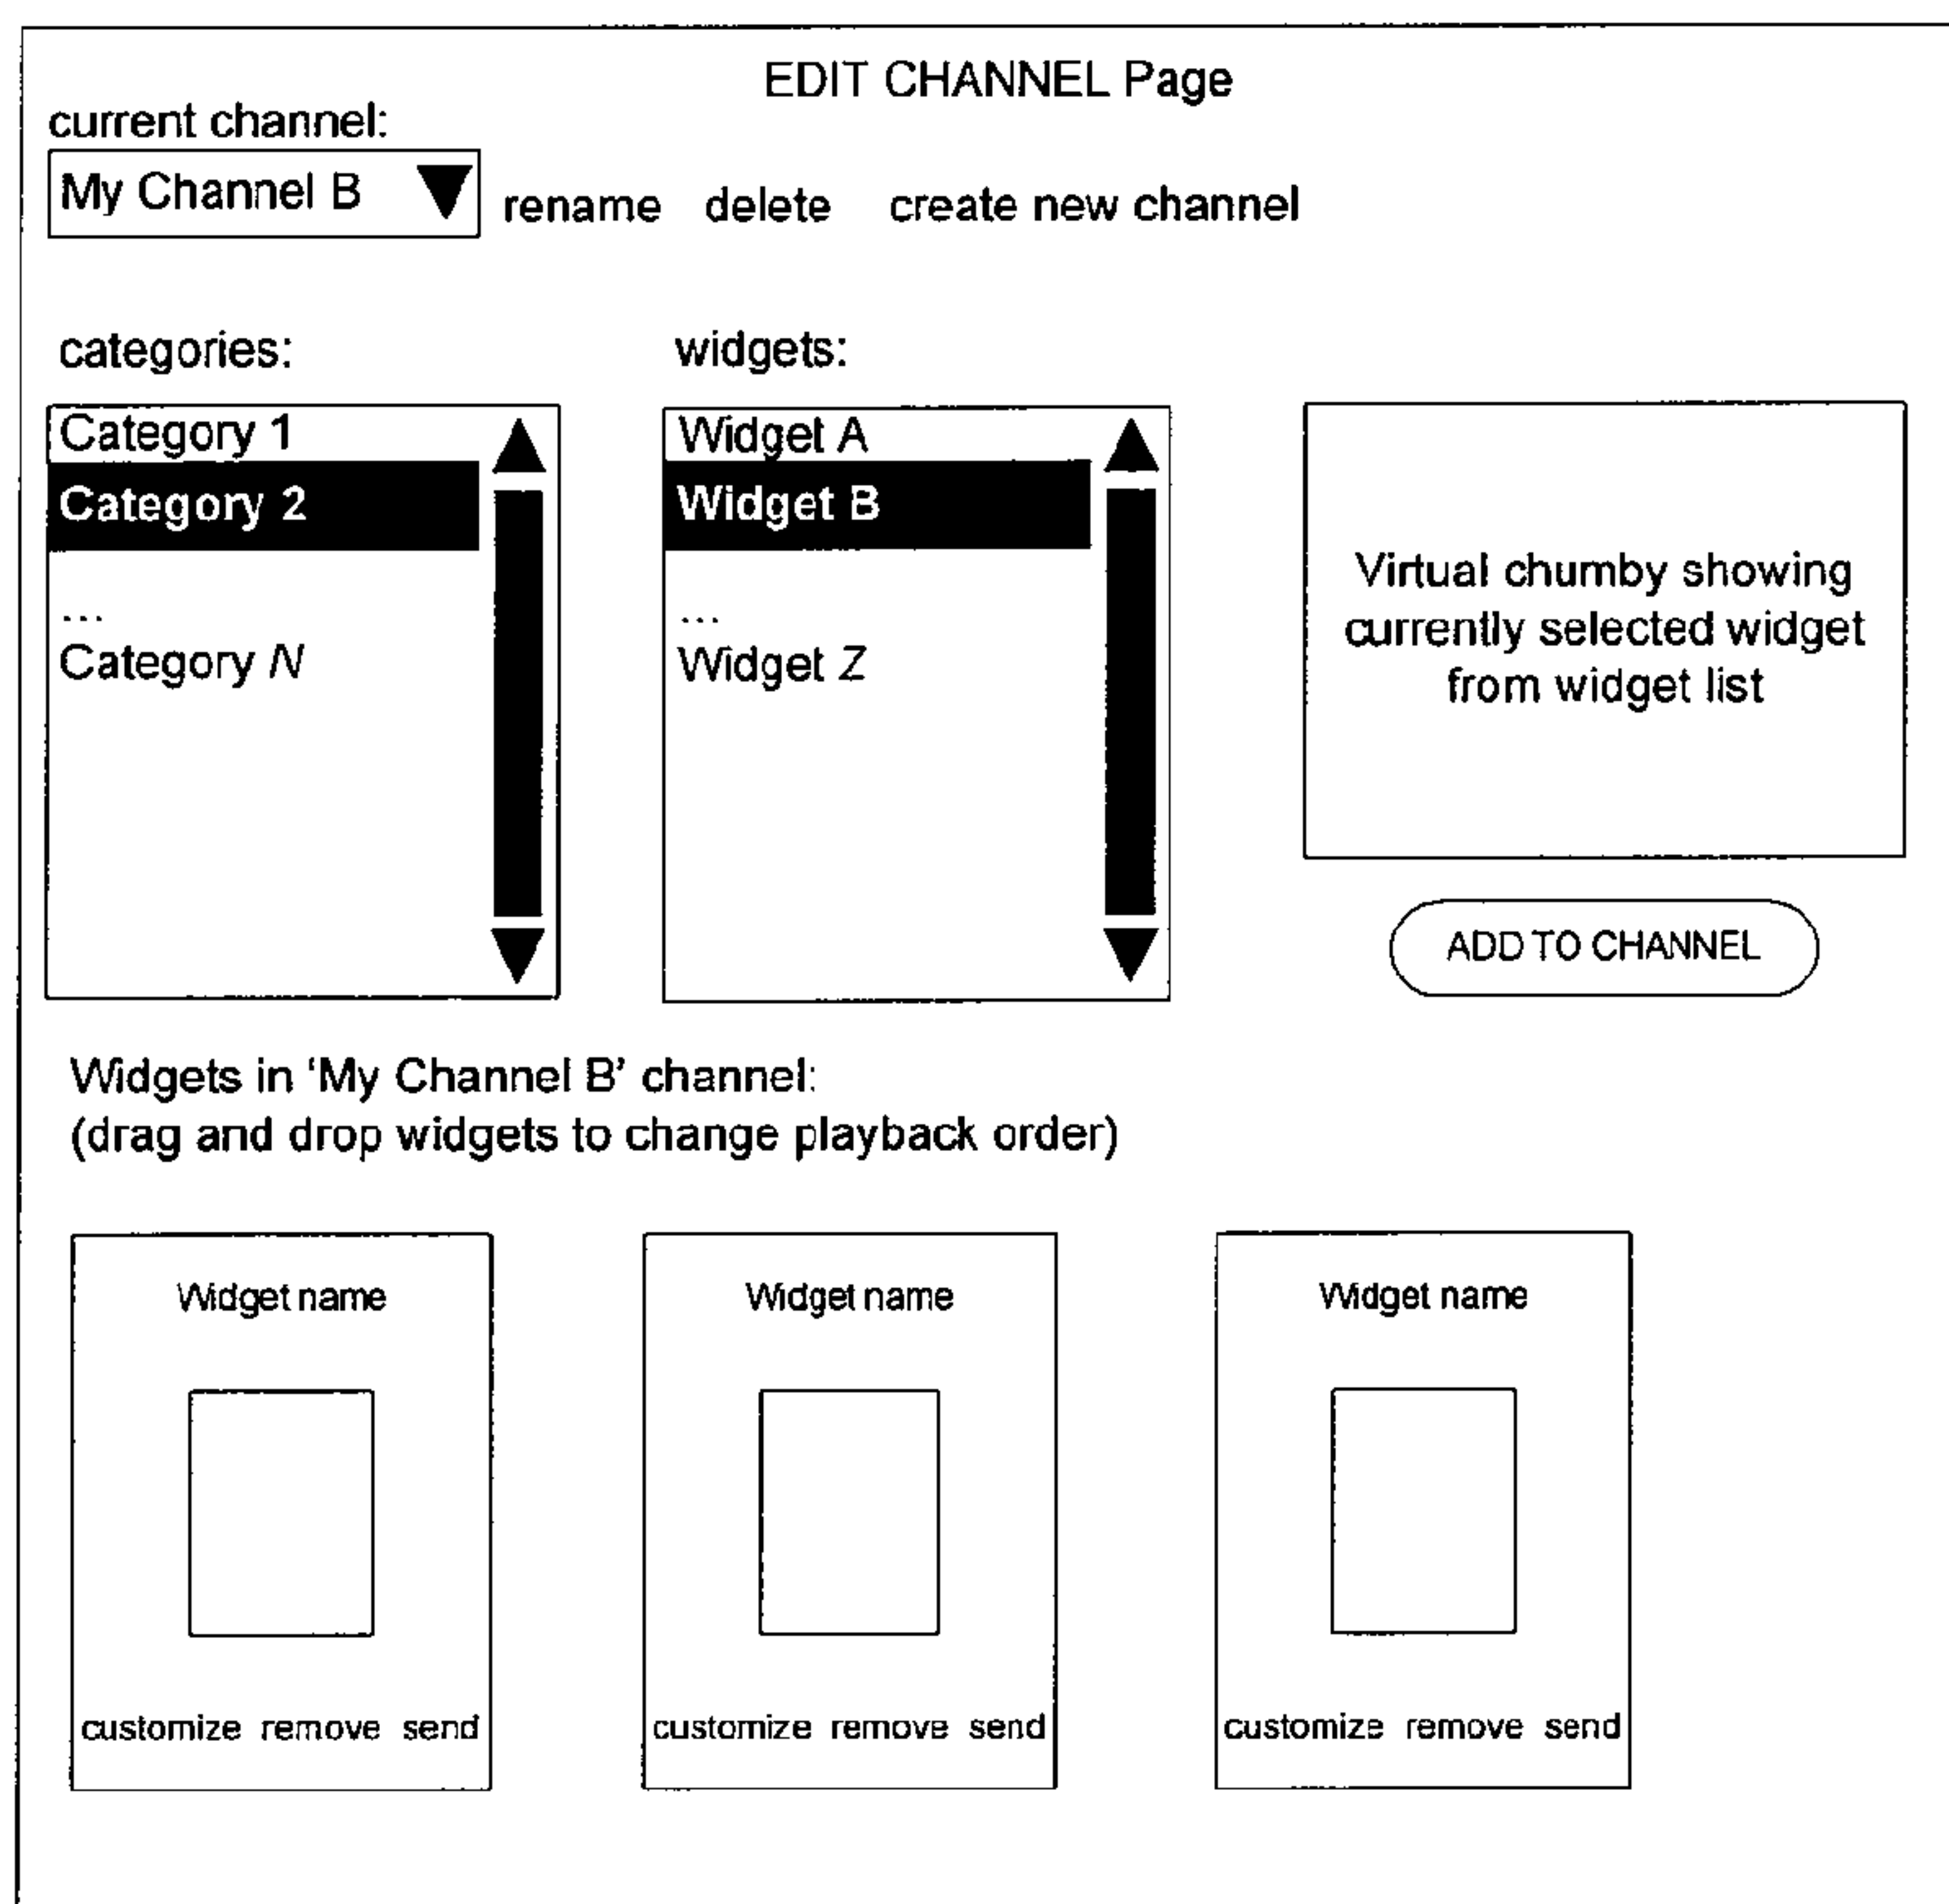 EDIT CHANNEL Page
current channel:
My Channel B
rename delete create new channel
categories:
Category 1
Category 2
...
Category N
widgets:
Widget A
Widget B
...
Widget Z
Virtual chumby showing
currently selected widget
from widget list
ADD TO CHANNEL
Widgets in ‘My Channel B’ channel:
(drag and drop widgets to change playback order)
Widget name
customize remove send
Widget name
customize remove send
Widget name
customize remove send